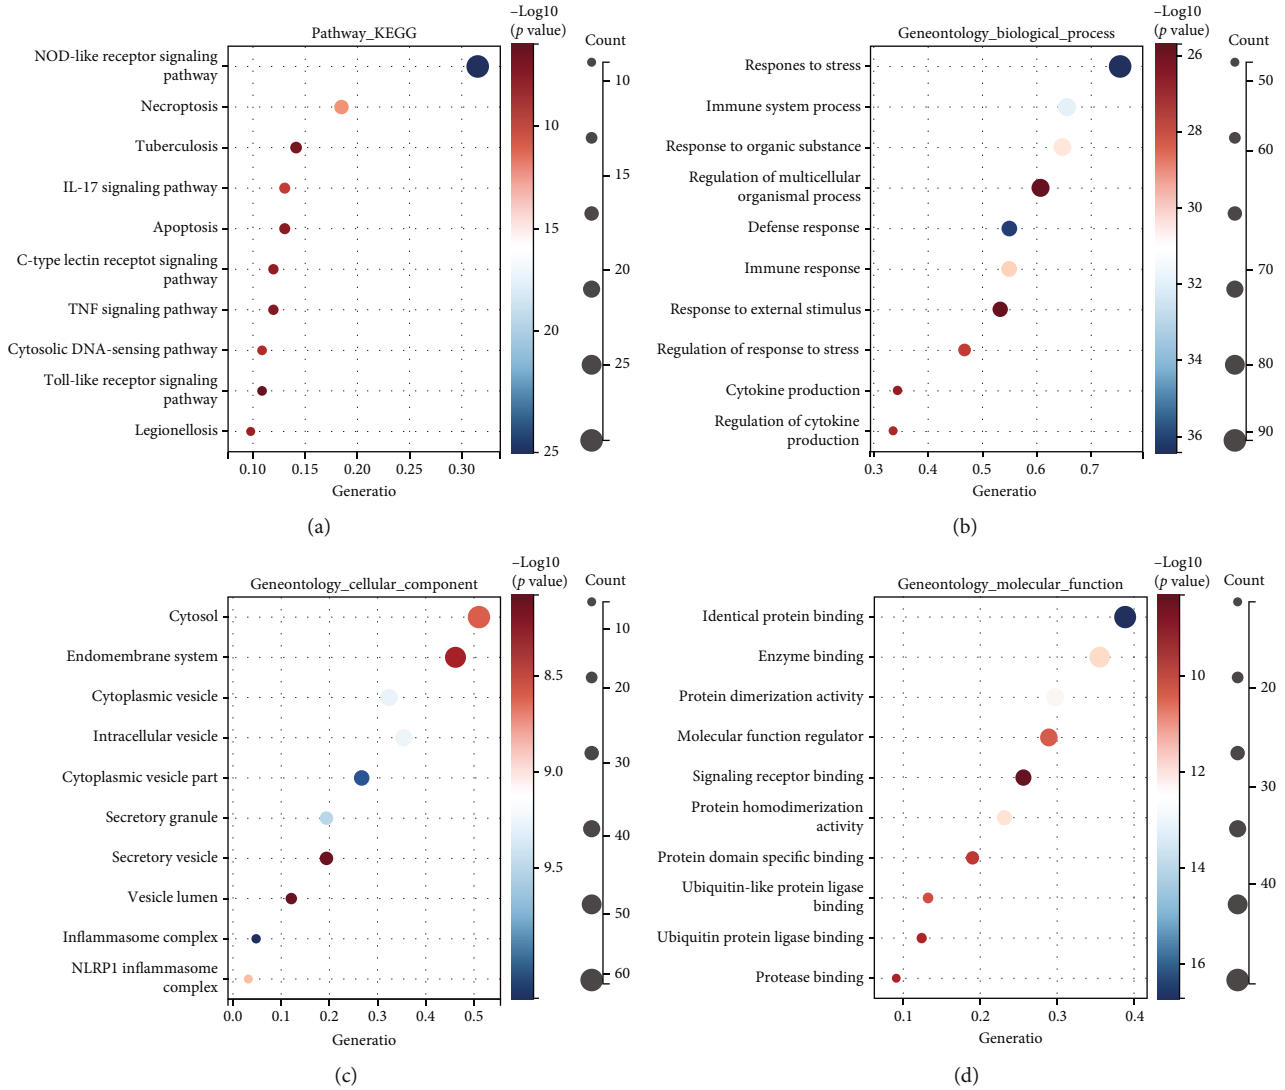 Pathway_KEGG
–Log10
(p value)
Count
NOD-like receptor signaling
pathway
Necroptosis
Tuberculosis
IL-17 signaling pathway
Apoptosis
C-type lectin receptot signaling
pathway
TNF signaling pathway
Cytosolic DNA-sensing pathway
Toll-like receptor signaling
pathway
Legionellosis
0.10 0.15 0.20 0.25 0.30
Generatio
10
15
20
25
10
15
20
25
(a)
Geneontology_biological_process
–Log10
(p value)
Count
Respones to stress
Immune system process
Response to organic substance
Regulation of multicellular
organismal process
Defense response
Immune response
Response to external stimulus
Regulation of response to stress
Cytokine production
Regulation of cytokine
production
0.3 0.4 0.5 0.6 0.7
Generatio
26
28
30
32
34
36
50
60
70
80
90
(b)
Geneontology_cellular_component
–Log10
(p value)
Count
Cytosol
Endomembrane system
Cytoplasmic vesicle
Intracellular vesicle
Cytoplasmic vesicle part
Secretory granule
Secretory vesicle
Vesicle lumen
Inflammasome complex
NLRP1 inflammasome
complex
0.0 0.1 0.2 0.3 0.4 0.5
Generatio
8.5
9.0
9.5
10
20
30
40
50
60
(c)
Geneontology_molecular_function
–Log10
(p value)
Count
Identical protein binding
Enzyme binding
Protein dimerization activity
Molecular function regulator
Signaling receptor binding
Protein homodimerization
activity
Protein domain specific binding
Ubiquitin-like protein ligase
binding
Ubiquitin protein ligase binding
Protease binding
0.1 0.2 0.3 0.4
Generatio
10
12
14
16
20
30
40
(d)